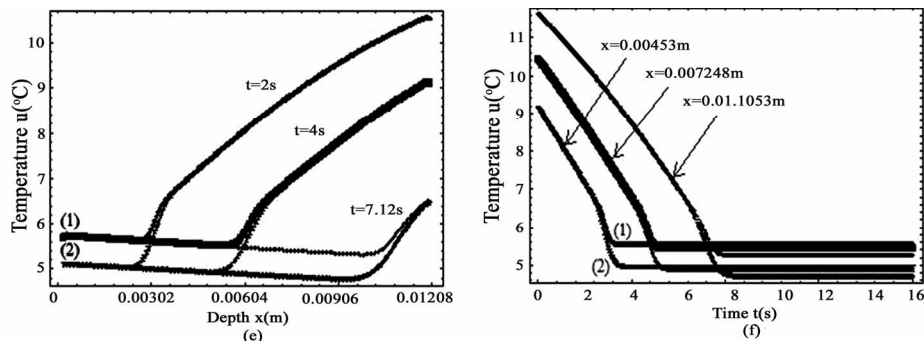 Temperature u(°C)
10
9
8
7
6
5
t=2s
t=4s
t=7.12s
(1)
(2)
0
0.00302
0.00604
0.00906
0.01208
Depth x(m)
(e)
Temperature u(°C)
11
10
9
8
7
6
5
x=0.00453m
x=0.007248m
x=0.01.1053m
(1)
(2)
0
2
4
6
8
10
12
14
16
Time t(s)
(f)